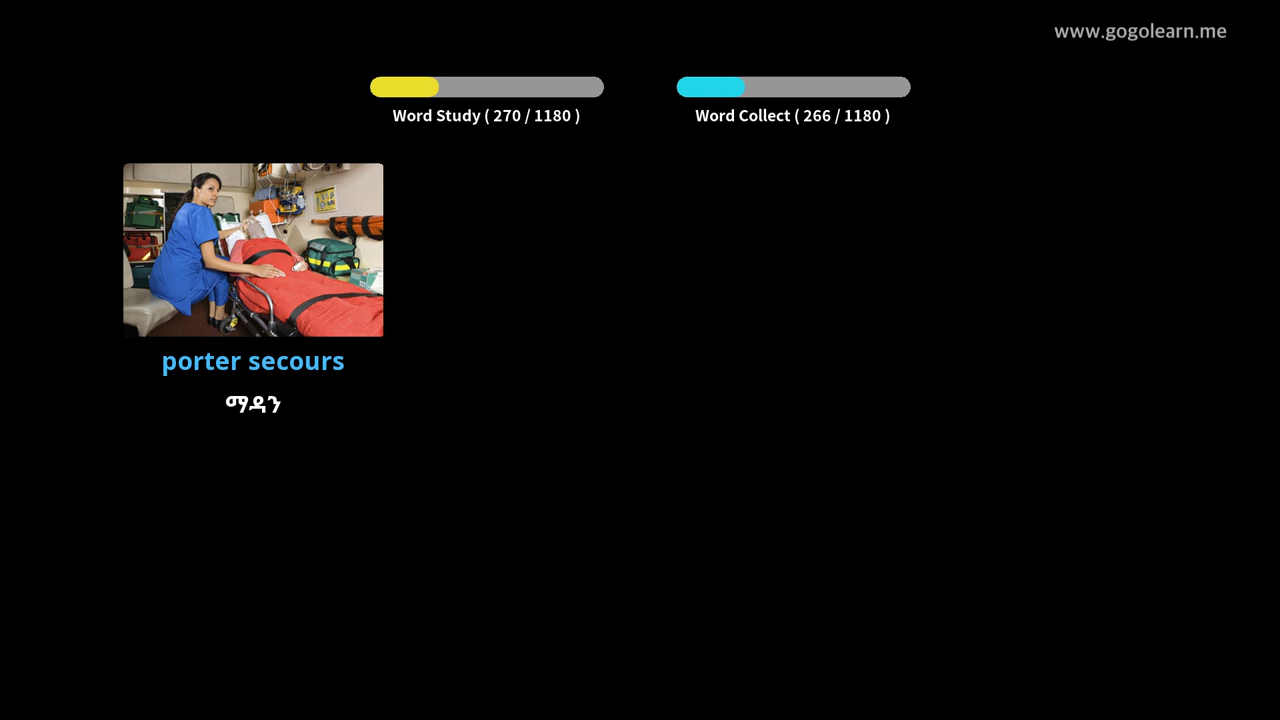 www.gogolearn.me
Word Study ( 270 / 1180 )
Word Collect ( 266 / 1180 )
porter secours
ማዳን